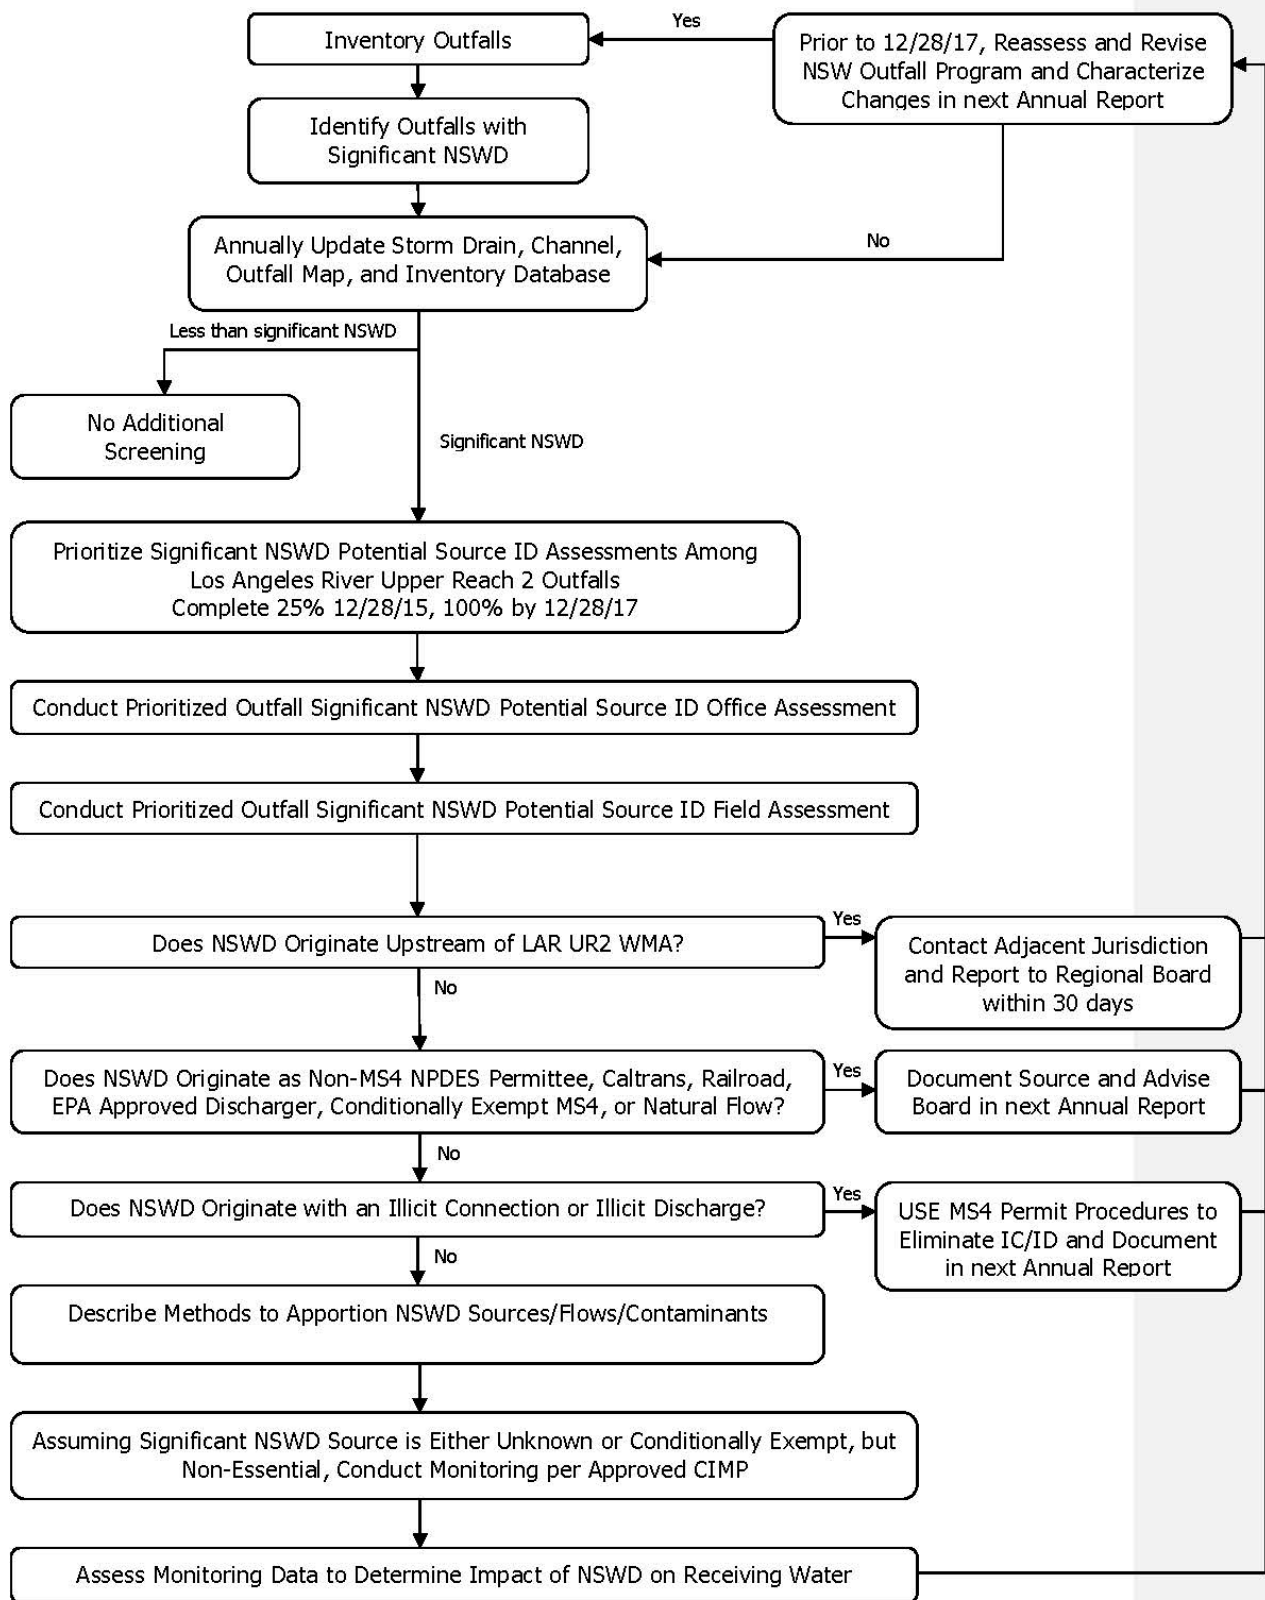 Inventory Outfalls
Yes
Prior to 12/28/17, Reassess and Revise
NSW Outfall Program and Characterize
Changes in next Annual Report
Identify Outfalls with
Significant NSWD
Annually Update Storm Drain, Channel,
Outfall Map, and Inventory Database
No
Less than significant NSWD
No Additional
Screening
Significant NSWD
Prioritize Significant NSWD Potential Source ID Assessments Among
Los Angeles River Upper Reach 2 Outfalls
Complete 25% 12/28/15, 100% by 12/28/17
Conduct Prioritized Outfall Significant NSWD Potential Source ID Office Assessment
Conduct Prioritized Outfall Significant NSWD Potential Source ID Field Assessment
Does NSWD Originate Upstream of LAR UR2 WMA?
Yes
Contact Adjacent Jurisdiction
and Report to Regional Board
within 30 days
No
Does NSWD Originate as Non-MS4 NPDES Permittee, Caltrans, Railroad,
EPA Approved Discharger, Conditionally Exempt MS4, or Natural Flow?
Yes
Document Source and Advise
Board in next Annual Report
No
Does NSWD Originate with an Illicit Connection or Illicit Discharge?
Yes
USE MS4 Permit Procedures to
Eliminate IC/ID and Document
in next Annual Report
No
Describe Methods to Apportion NSWD Sources/Flows/Contaminants
Assuming Significant NSWD Source is Either Unknown or Conditionally Exempt, but
Non-Essential, Conduct Monitoring per Approved CIMP
Assess Monitoring Data to Determine Impact of NSWD on Receiving Water